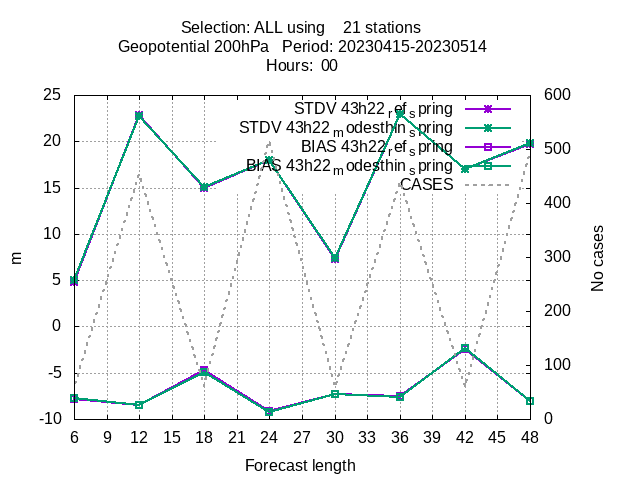 Selection: ALL using    21 stations
Geopotential 200hPa   Period: 20230415-20230514
Hours:  00
STDV 43h22_ref_spring
STDV 43h22_modesthin_spring
BIAS 43h22_ref_spring
BIAS 43h22_modesthin_spring
CASES
25
20
15
10
5
0
-5
-10
m
600
500
400
300
200
100
0
No cases
6 9 12 15 18 21 24 27 30 33 36 39 42 45 48
Forecast length